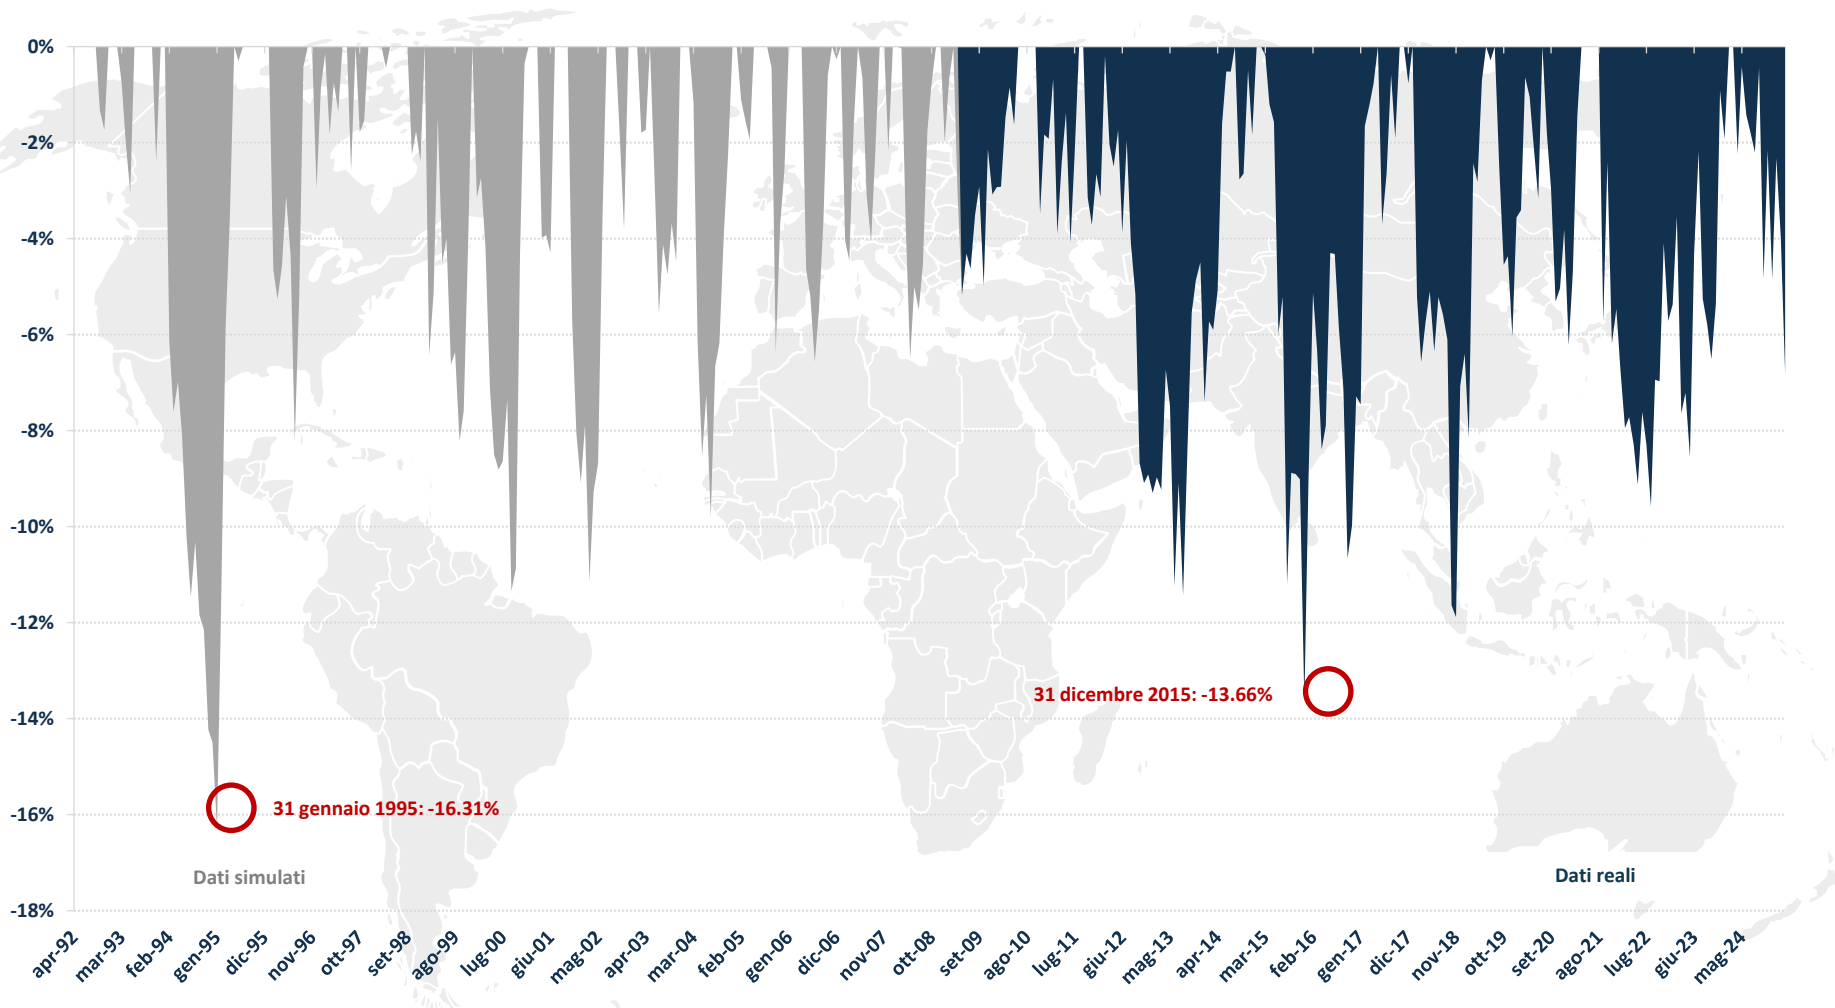 0%
-2%
-4%
-6%
-8%
-10%
-12%
-14%
-16%
-18%
31 dicembre 2015: -13.66%
31 gennaio 1995: -16.31%
Dati simulati
Dati reali
apr-92
mar-93
feb-94
gen-95
dic-95
nov-96
ott-97
set-98
ago-99
lug-00
giu-01
mag-02
apr-03
mar-04
feb-05
gen-06
dic-06
nov-07
ott-08
set-09
ago-10
lug-11
giu-12
mag-13
apr-14
mar-15
feb-16
gen-17
dic-17
nov-18
ott-19
set-20
ago-21
lug-22
giu-23
mag-24